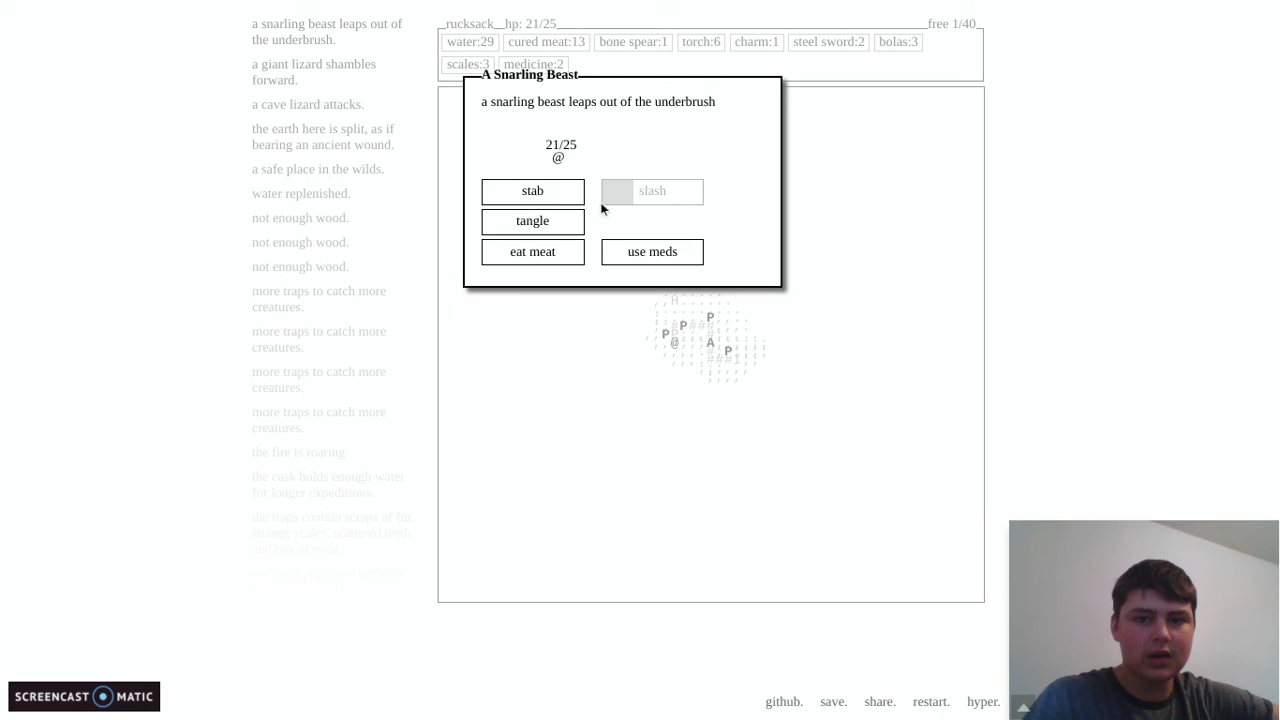 a snarling beast leaps out of
the underbrush.
a giant lizard shambles
forward.
a cave lizard attacks.
the earth here is split, as if
bearing an ancient wound.
a safe place in the wilds.
water replenished.
not enough wood.
not enough wood.
not enough wood.
more traps to catch more
creatures.
more traps to catch more
creatures.
more traps to catch more
creatures.
more traps to catch more
creatures.
the fire is roaring.
the cask holds enough water
for longer expeditions.
the traps contain scraps of fur,
strange scales, scattered teeth
and bits of meat.
rucksack hp: 21/25 free 1/40
water:29 cured meat:13 bone spear:1 torch:6 charm:1 steel sword:2 bolas:3
scales:3 medicine:2
A Snarling Beast
a snarling beast leaps out of the underbrush
21/25
@
stab slash
tangle
eat meat use meds
SCREENCAST MATIC
github. save. share. restart. hyper.